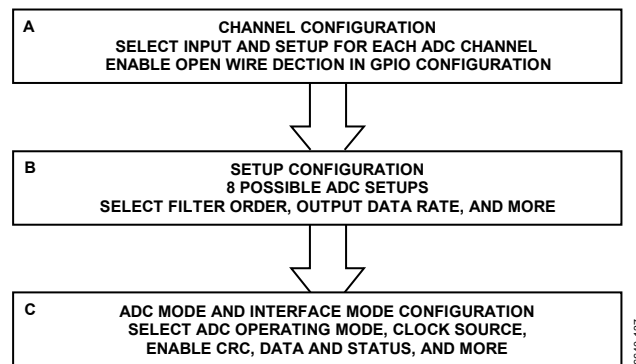 A
CHANNEL CONFIGURATION
SELECT INPUT AND SETUP FOR EACH ADC CHANNEL
ENABLE OPEN WIRE DECTION IN GPIO CONFIGURATION
B
SETUP CONFIGURATION
8 POSSIBLE ADC SETUPS
SELECT FILTER ORDER, OUTPUT DATA RATE, AND MORE
C
ADC MODE AND INTERFACE MODE CONFIGURATION
SELECT ADC OPERATING MODE, CLOCK SOURCE,
ENABLE CRC, DATA AND STATUS, AND MORE